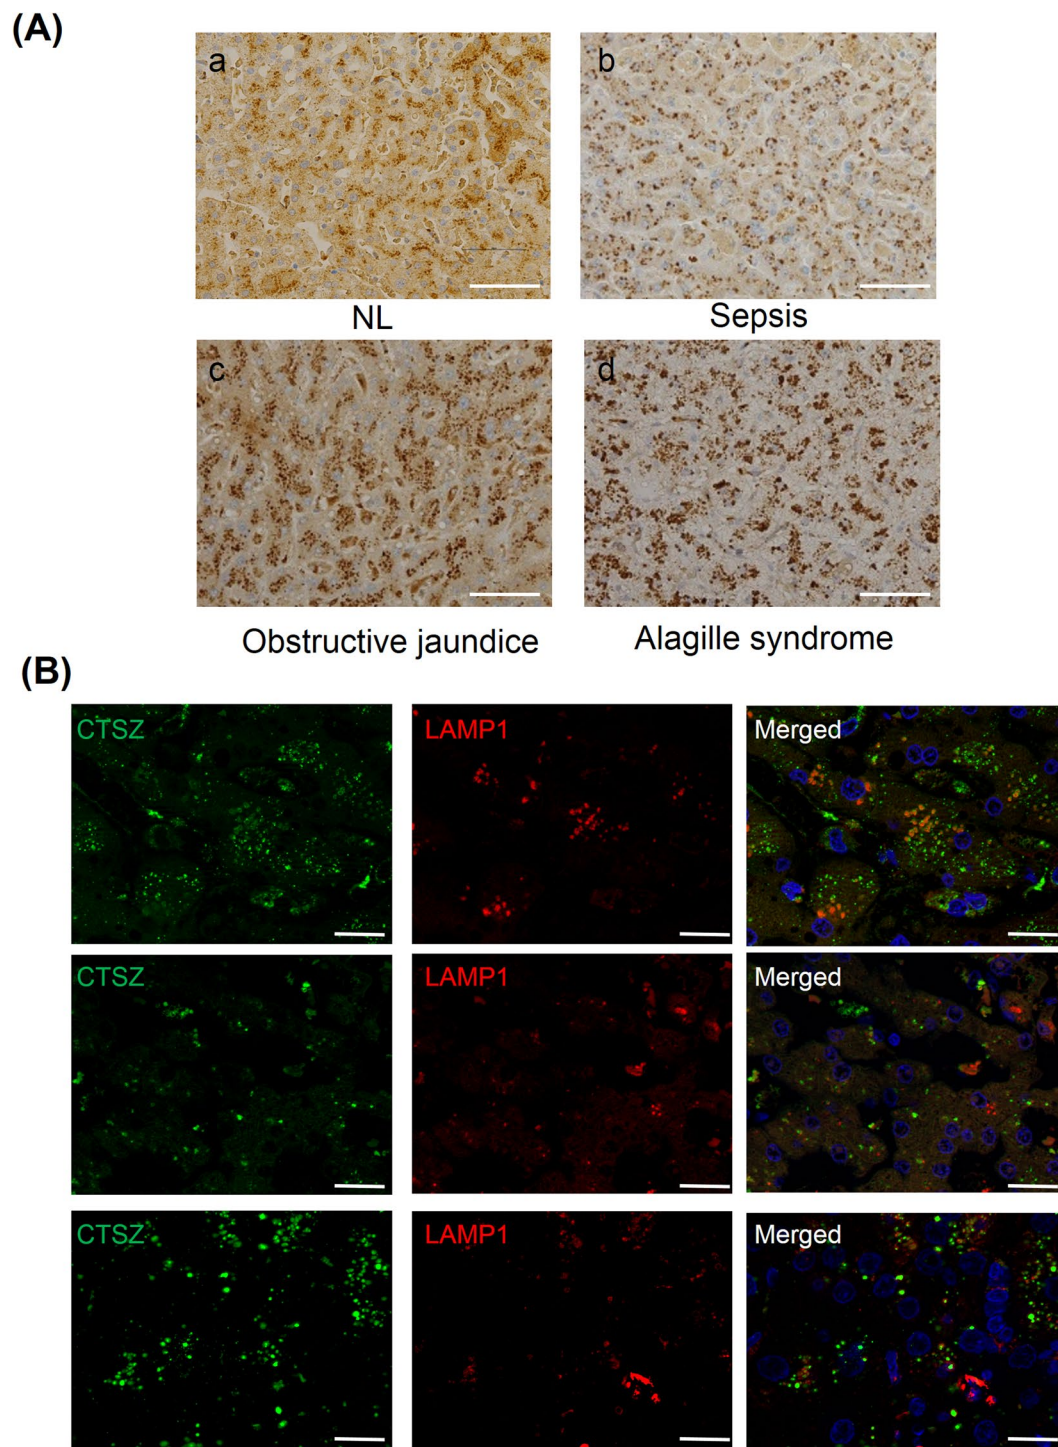 (A)
a
b
NL
Sepsis
c
d
Obstructive jaundice
Alagille syndrome
(B)
CTSZ
LAMP1
Merged
CTSZ
LAMP1
Merged
CTSZ
LAMP1
Merged